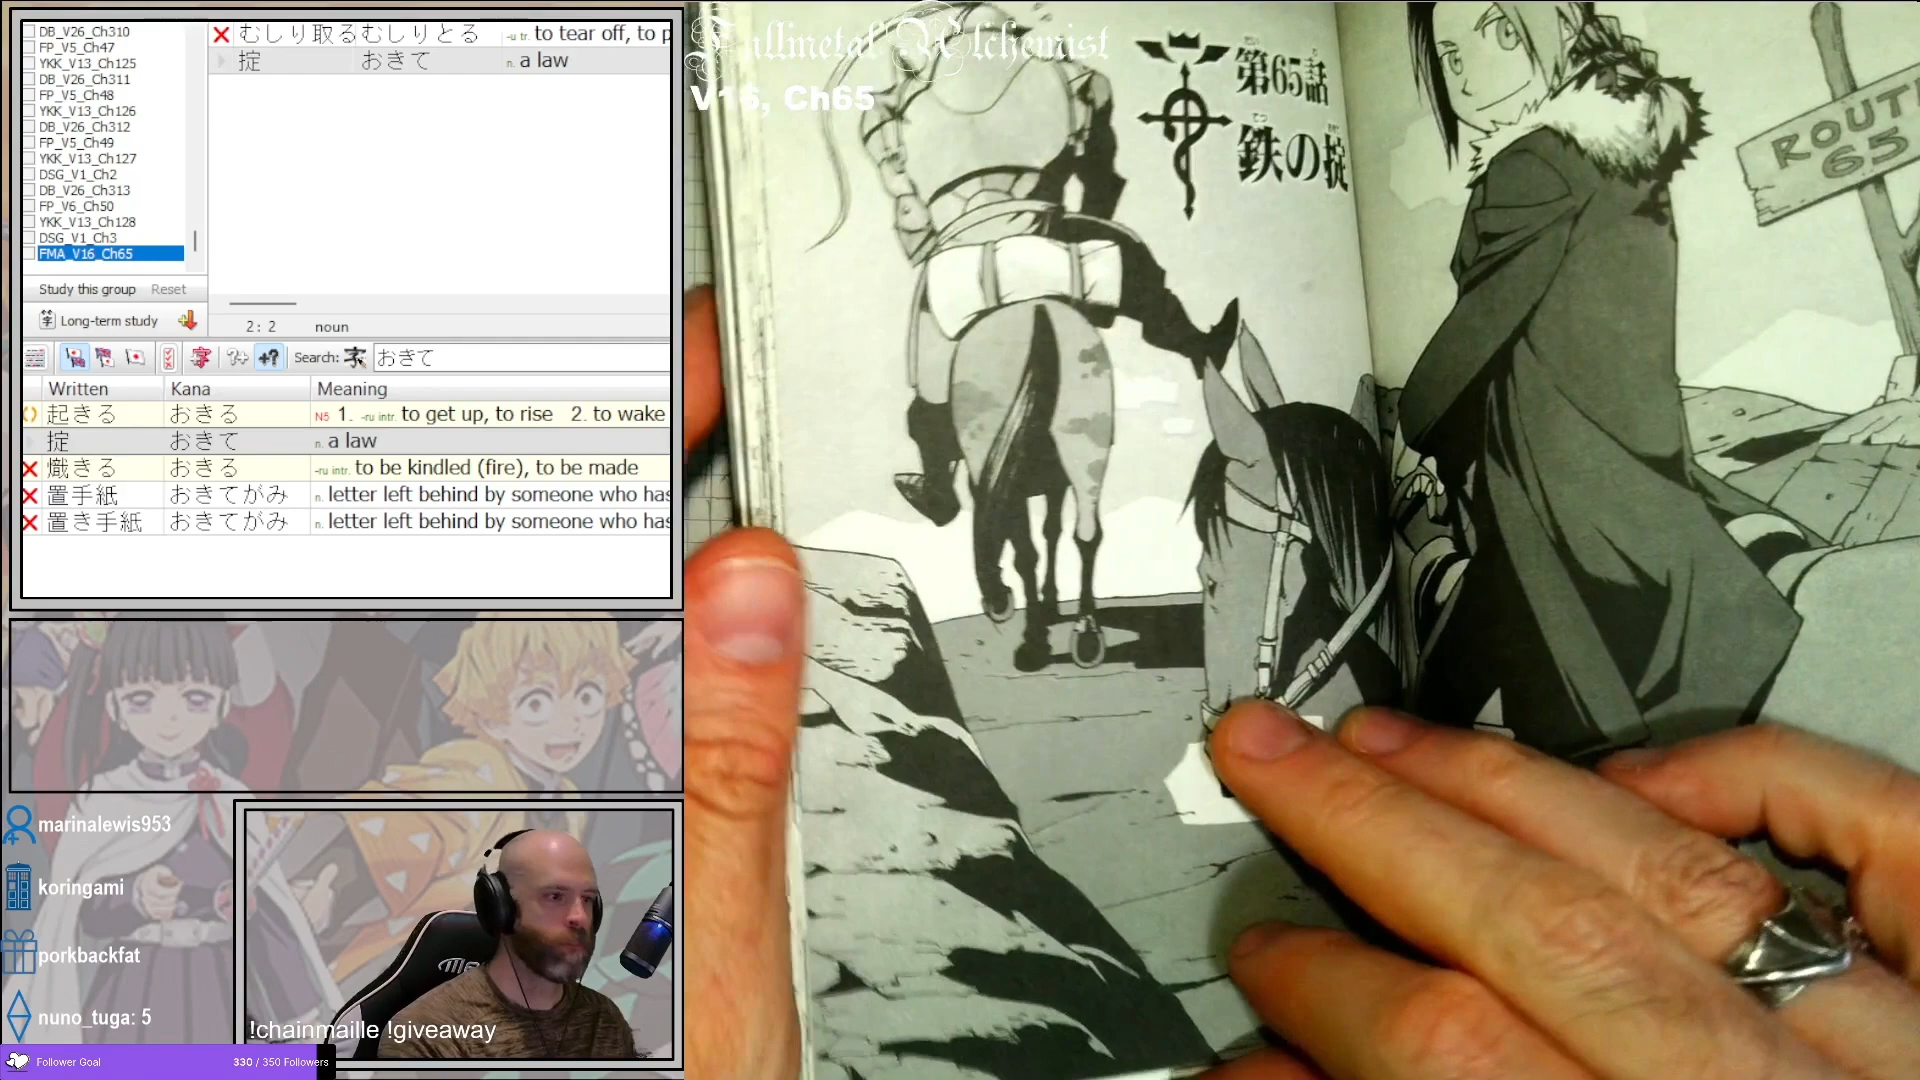 DB_V26_Ch310
FP_V5_Ch47
YKK_V13_Ch125
DB_V26_Ch311
FP_V5_Ch48
YKK_V13_Ch126
DB_V26_Ch312
FP_V5_Ch49
YKK_V13_Ch127
DSG_V1_Ch2
DB_V26_Ch313
FP_V6_Ch50
YKK_V13_Ch128
DSG_V1_Ch3
FMA_V16_Ch65
Study this group Reset
Long-term study
むしり取る むしりとる -u tr. to tear off, to p
掟 おきて n. a law
2: 2 noun
Search: おきて
Written Kana Meaning
起きる おきる N5 1. -ru intr. to get up, to rise 2. to wake
掟 おきて n. a law
熾きる おきる -ru intr. to be kindled (fire), to be made
置手紙 おきてがみ n. letter left behind by someone who has
置き手紙 おきてがみ n. letter left behind by someone who has
Fullmetal Alchemist
V16, Ch65
第65話
鉄の掟
ROUT
65
marinalewis953
koringami
porkbackfat
nuno_tuga: 5
!chainmaille !giveaway
Follower Goal 330 / 350 Followers